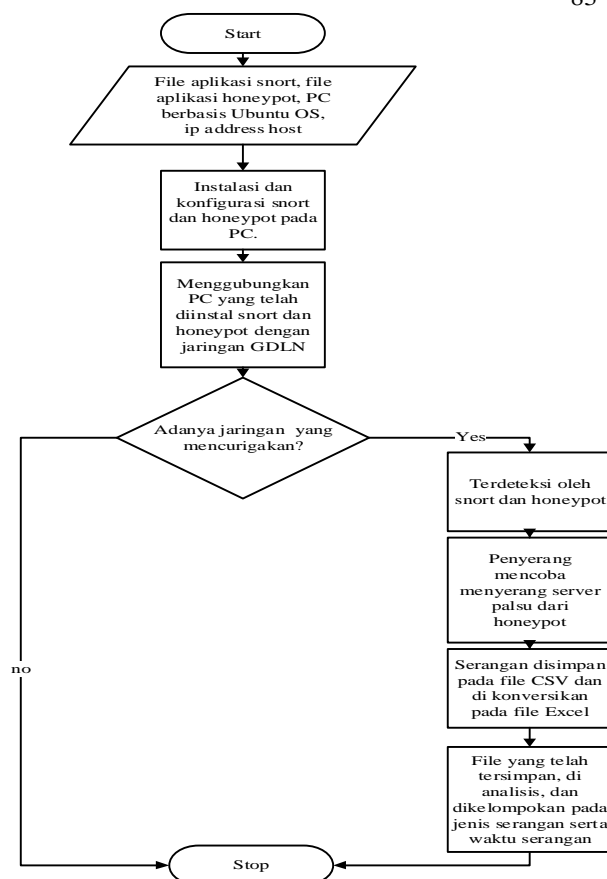 Start
File aplikasi snort, file
aplikasi honeypot, PC
berbasis Ubuntu OS,
ip address host
Instalasi dan
konfigurasi snort
dan honeypot pada
PC.
Menggubungkan
PC yang telah
diinstal snort dan
honeypot dengan
jaringan GDLN
Adanya jaringan yang
mencurigakan?
Yes
Terdeteksi oleh
snort dan honeypot
Penyerang
mencoba
menyerang server
palsu dari
honeypot
no
Serangan disimpan
pada file CSV dan
di konversikan
pada file Excel
File yang telah
tersimpan, di
analisis, dan
dikelompokan pada
jenis serangan serta
waktu serangan
Stop